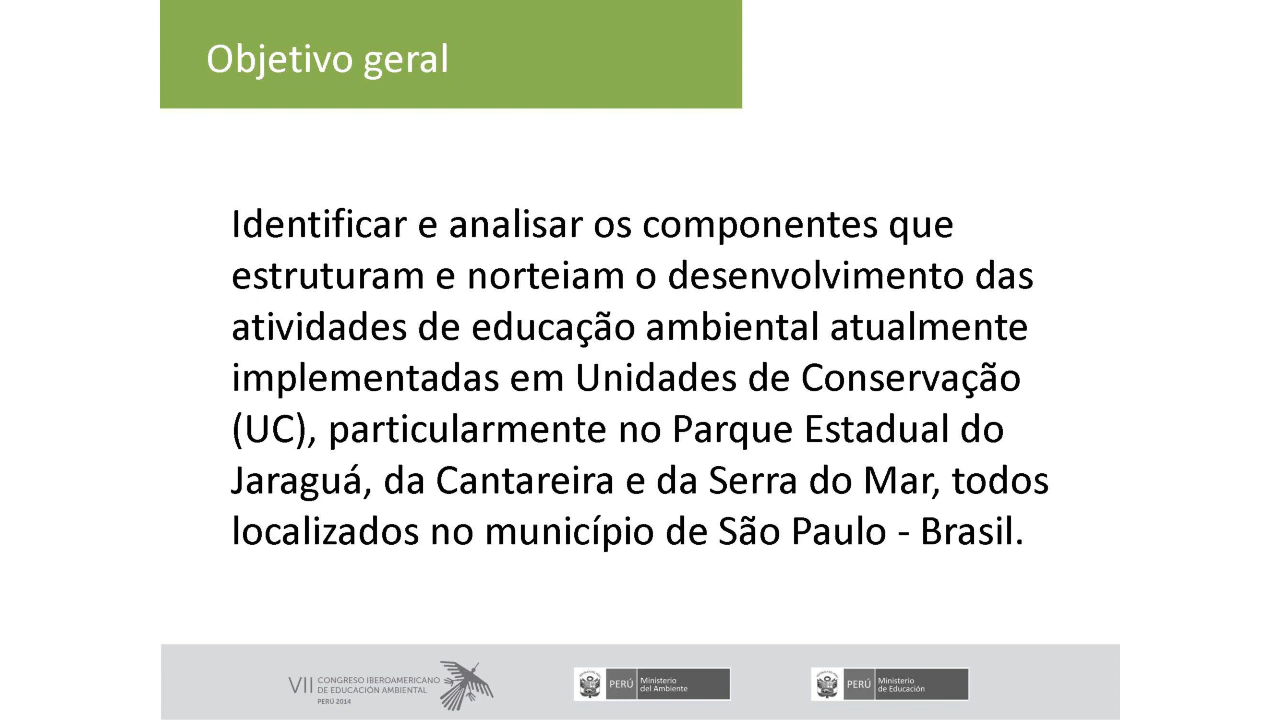 Objetivo geral
Identificar e analisar os componentes que
estruturam e norteiam o desenvolvimento das
atividades de educação ambiental atualmente
implementadas em Unidades de Conservação
(UC), particularmente no Parque Estadual do
Jaraguá, da Cantareira e da Serra do Mar, todos
localizados no município de São Paulo - Brasil.
VII CONGRESO IBEROAMERICANO
DE EDUCACIÓN AMBIENTAL
PERÚ 2014
PERÚ Ministerio
del Ambiente
PERÚ Ministerio
de Educación